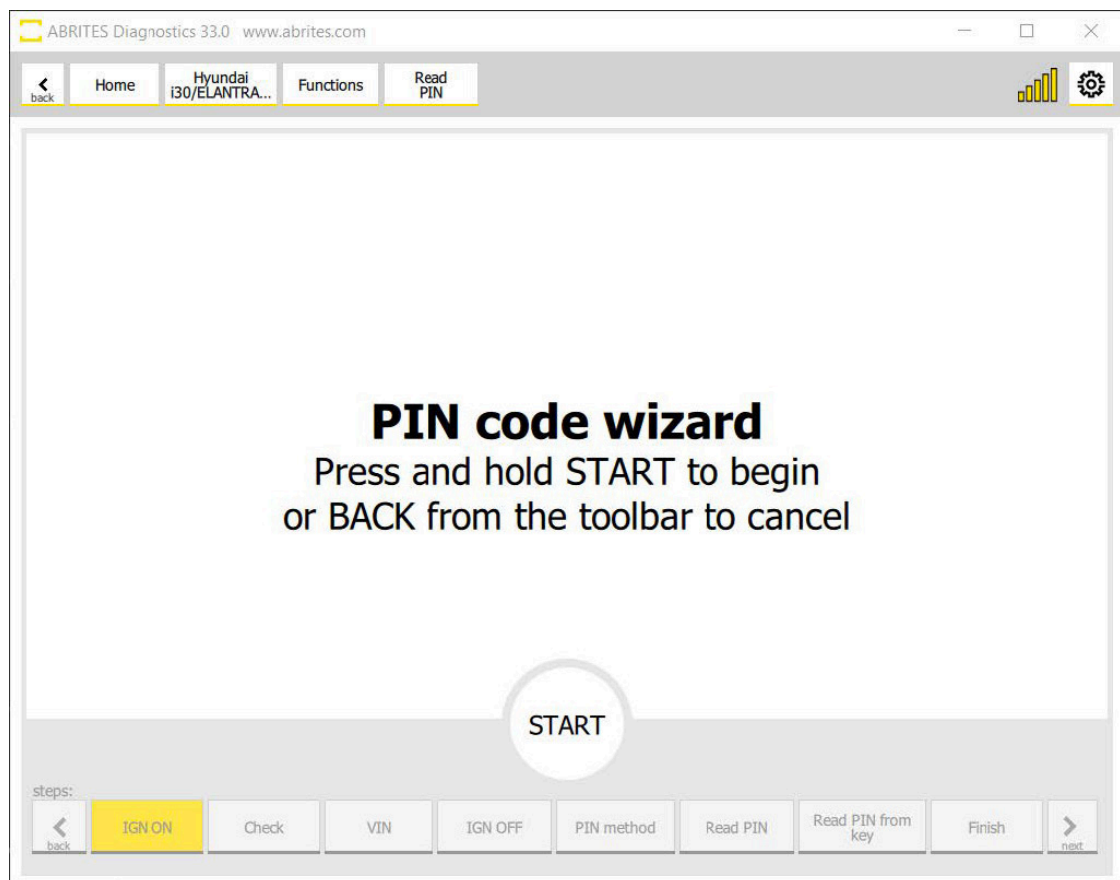 ABRITES Diagnostics 33.0 www.abrites.com
back
Home
Hyundai
i30/ELANTRA...
Functions
Read
PIN
PIN code wizard
Press and hold START to begin
or BACK from the toolbar to cancel
START
steps:
back
IGN ON
Check
VIN
IGN OFF
PIN method
Read PIN
Read PIN from
key
Finish
next